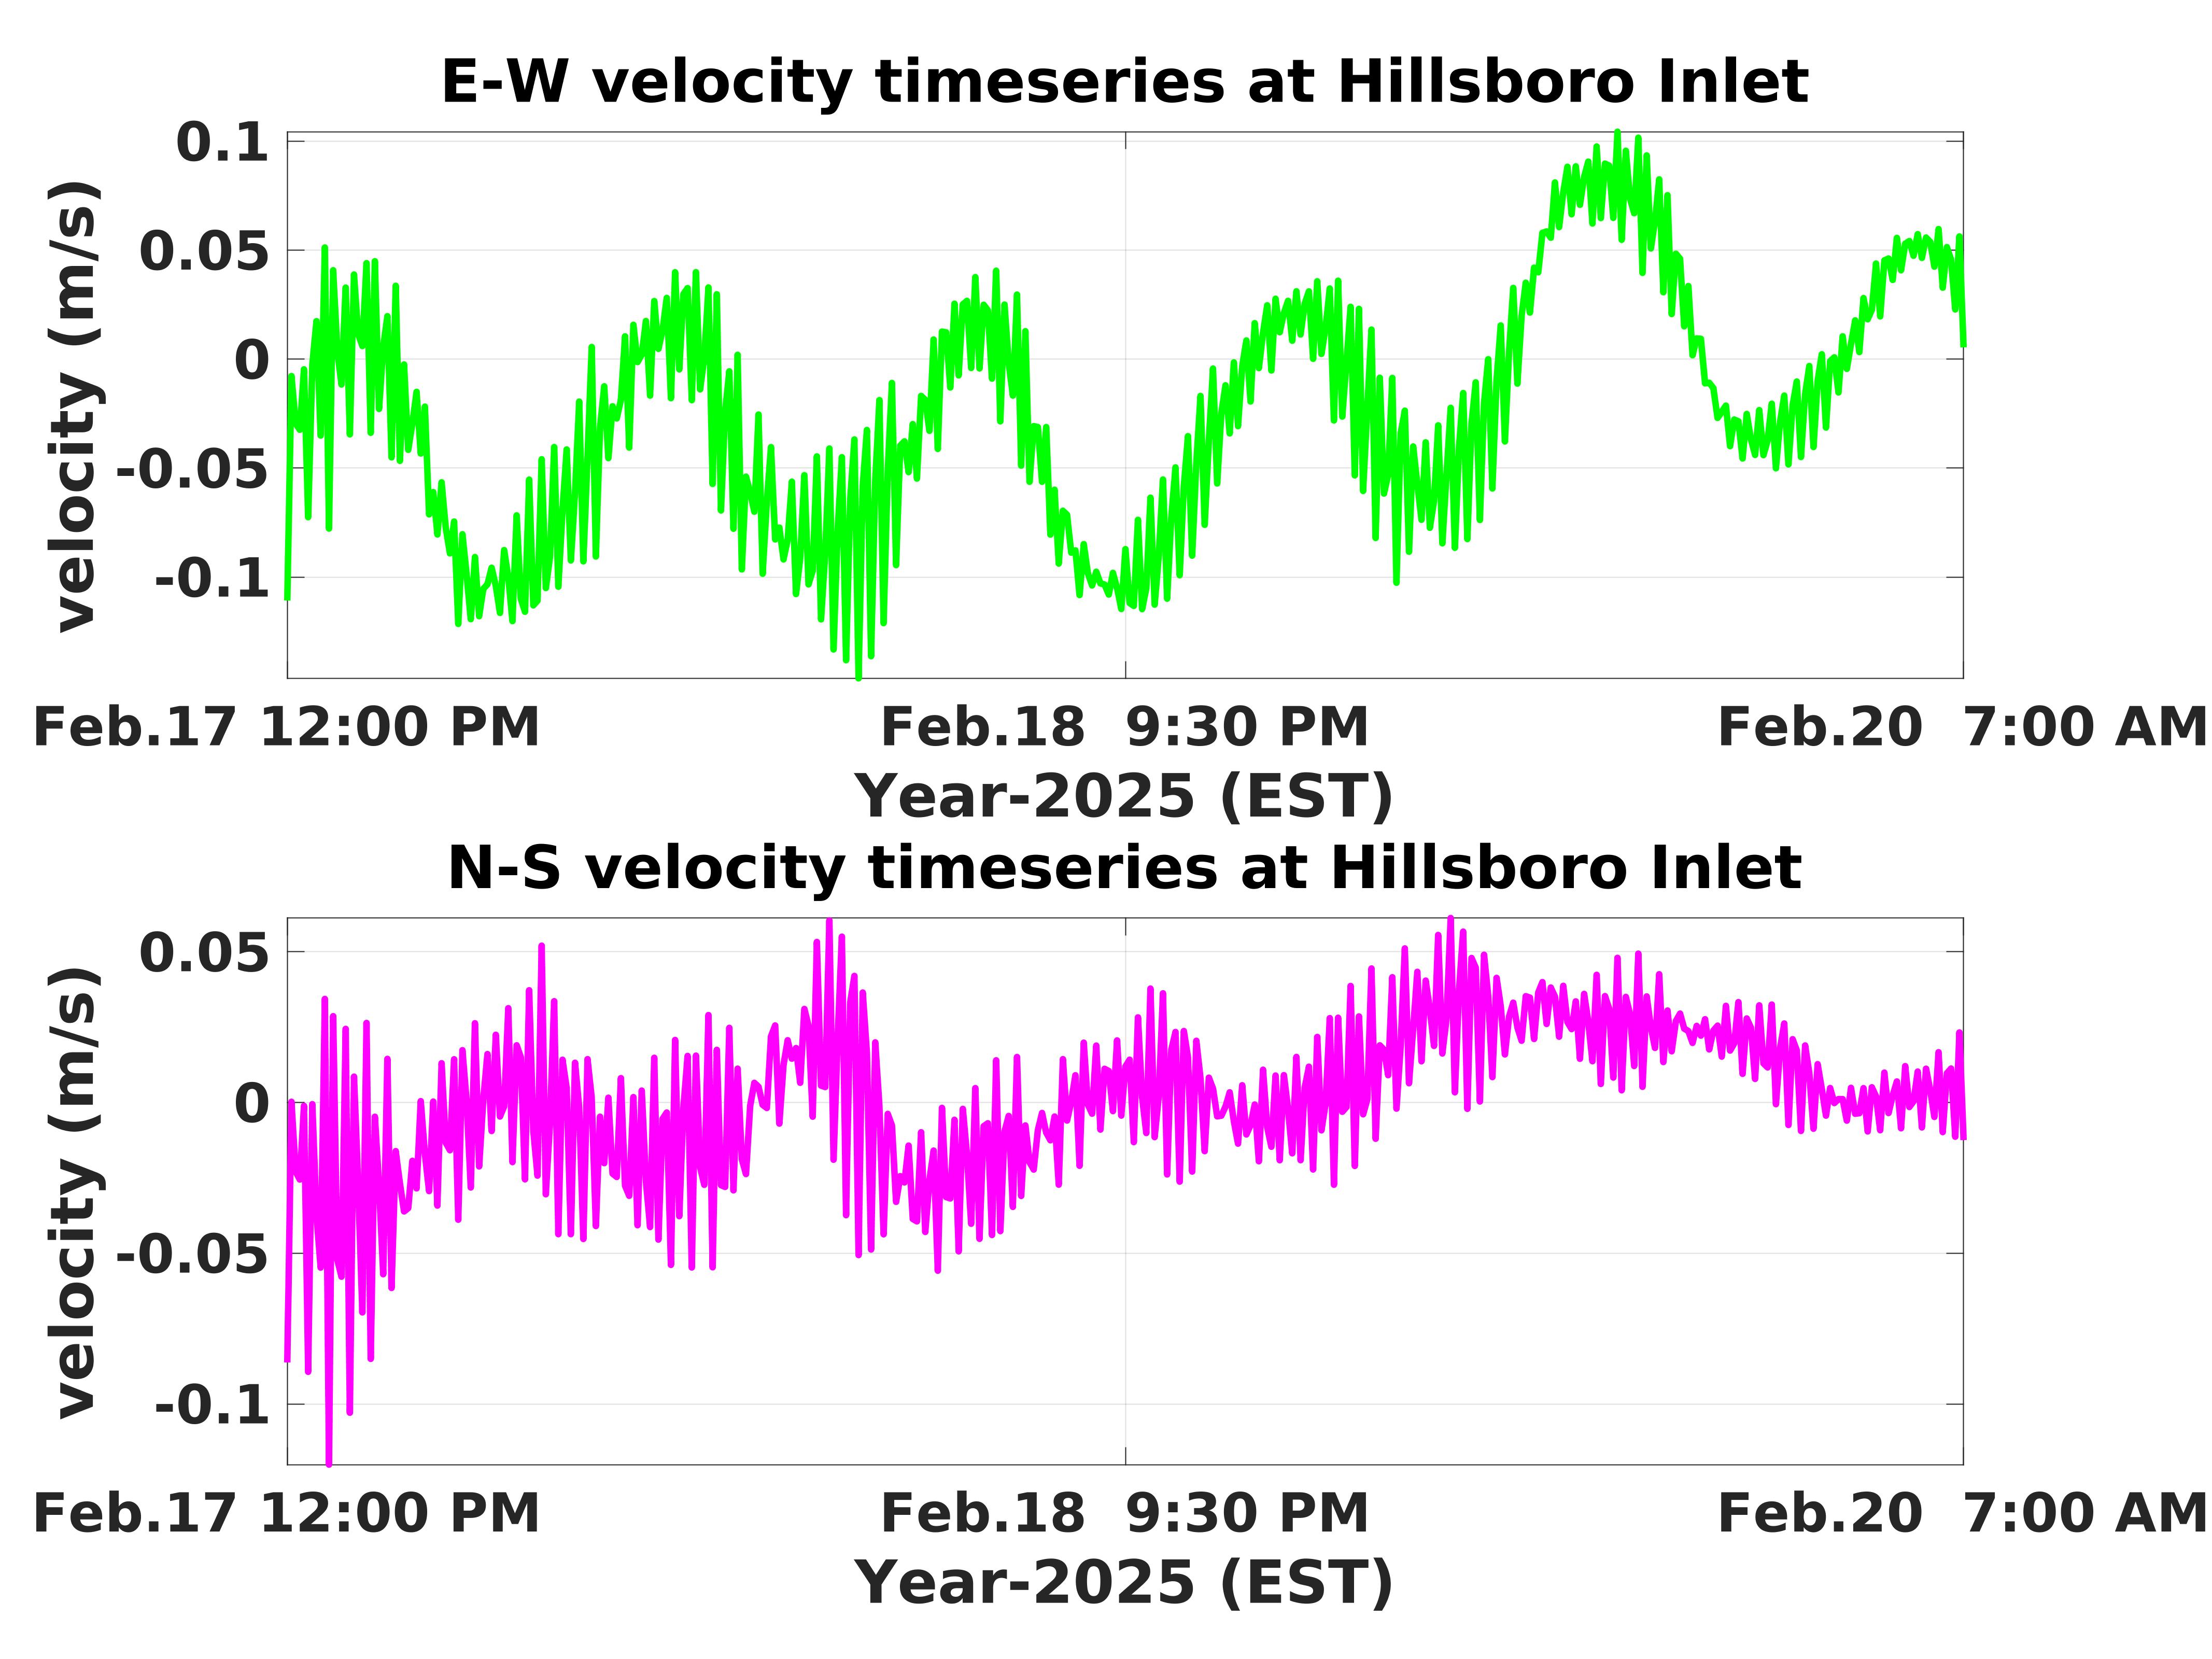 E-W velocity timeseries at Hillsboro Inlet
velocity (m/s)
0.1
0.05
0
-0.05
-0.1
Feb.17 12:00 PM
Feb.18 9:30 PM
Feb.20 7:00 AM
Year-2025 (EST)
N-S velocity timeseries at Hillsboro Inlet
velocity (m/s)
0.05
0
-0.05
-0.1
Feb.17 12:00 PM
Feb.18 9:30 PM
Feb.20 7:00 AM
Year-2025 (EST)